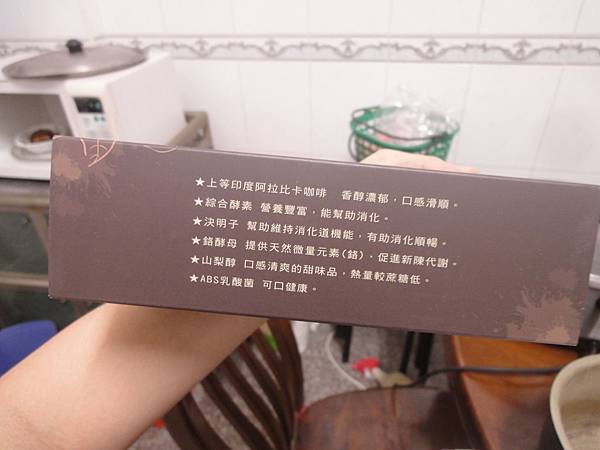 ★上等印度阿拉比卡咖啡 香醇濃郁，口感滑順。
★綜合酵素 營養豐富，能幫助消化。
★決明子 幫助維持消化道機能，有助消化順暢。
★鉻酵母 提供天然微量元素(鉻)，促進新陳代謝。
★山梨醇 口感清爽的甜味品，熱量較蔗糖低。
★ABS乳酸菌 可口健康。